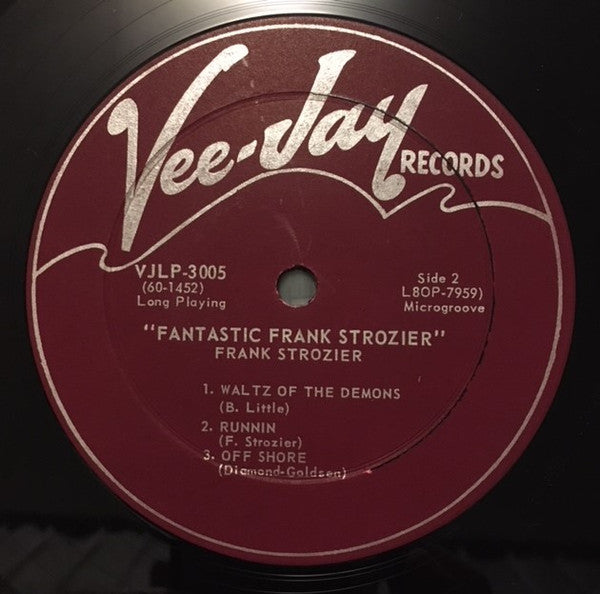 Vee-Jay RECORDS
VJLP-3005
(60-1452)
Long Playing
Side 2
L8OP-7959)
Microgroove
"FANTASTIC FRANK STROZIER"
FRANK STROZIER
1. WALTZ OF THE DEMONS
(B. Little)
2. RUNNIN
(F. Strozier)
3. OFF SHORE
(Diamond-Goldsen)